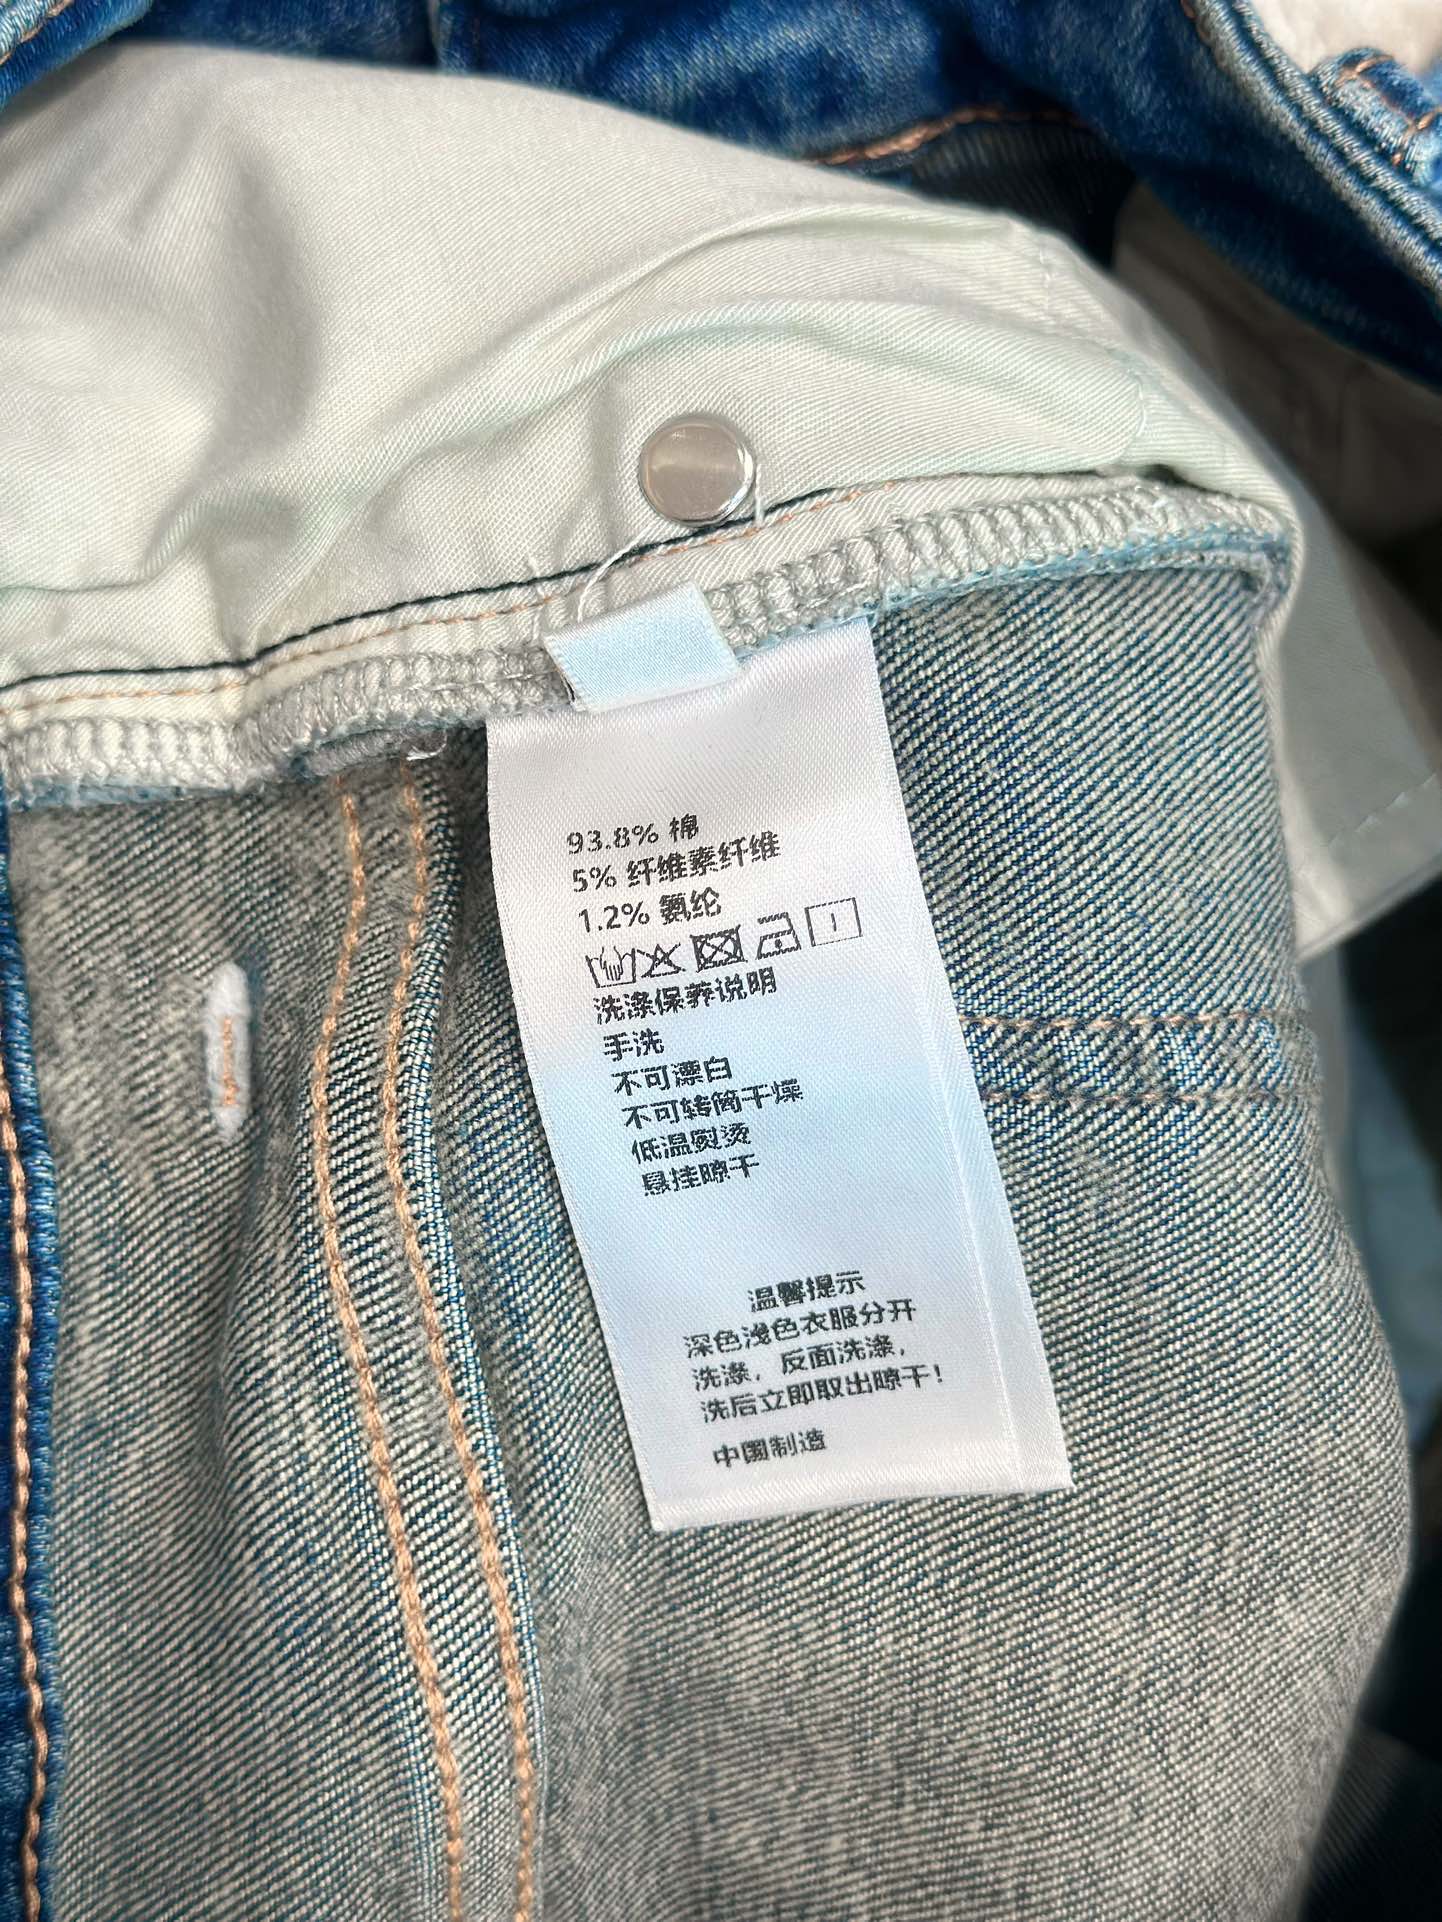 93.8% 棉
5% 纤维素纤维
1.2% 氨纶
洗涤保养说明
手洗
不可漂白
不可转筒干燥
低温熨烫
悬挂晾干
温馨提示
深色浅色衣服分开
洗涤，反面洗涤，
洗后立即取出晾干！
中国制造